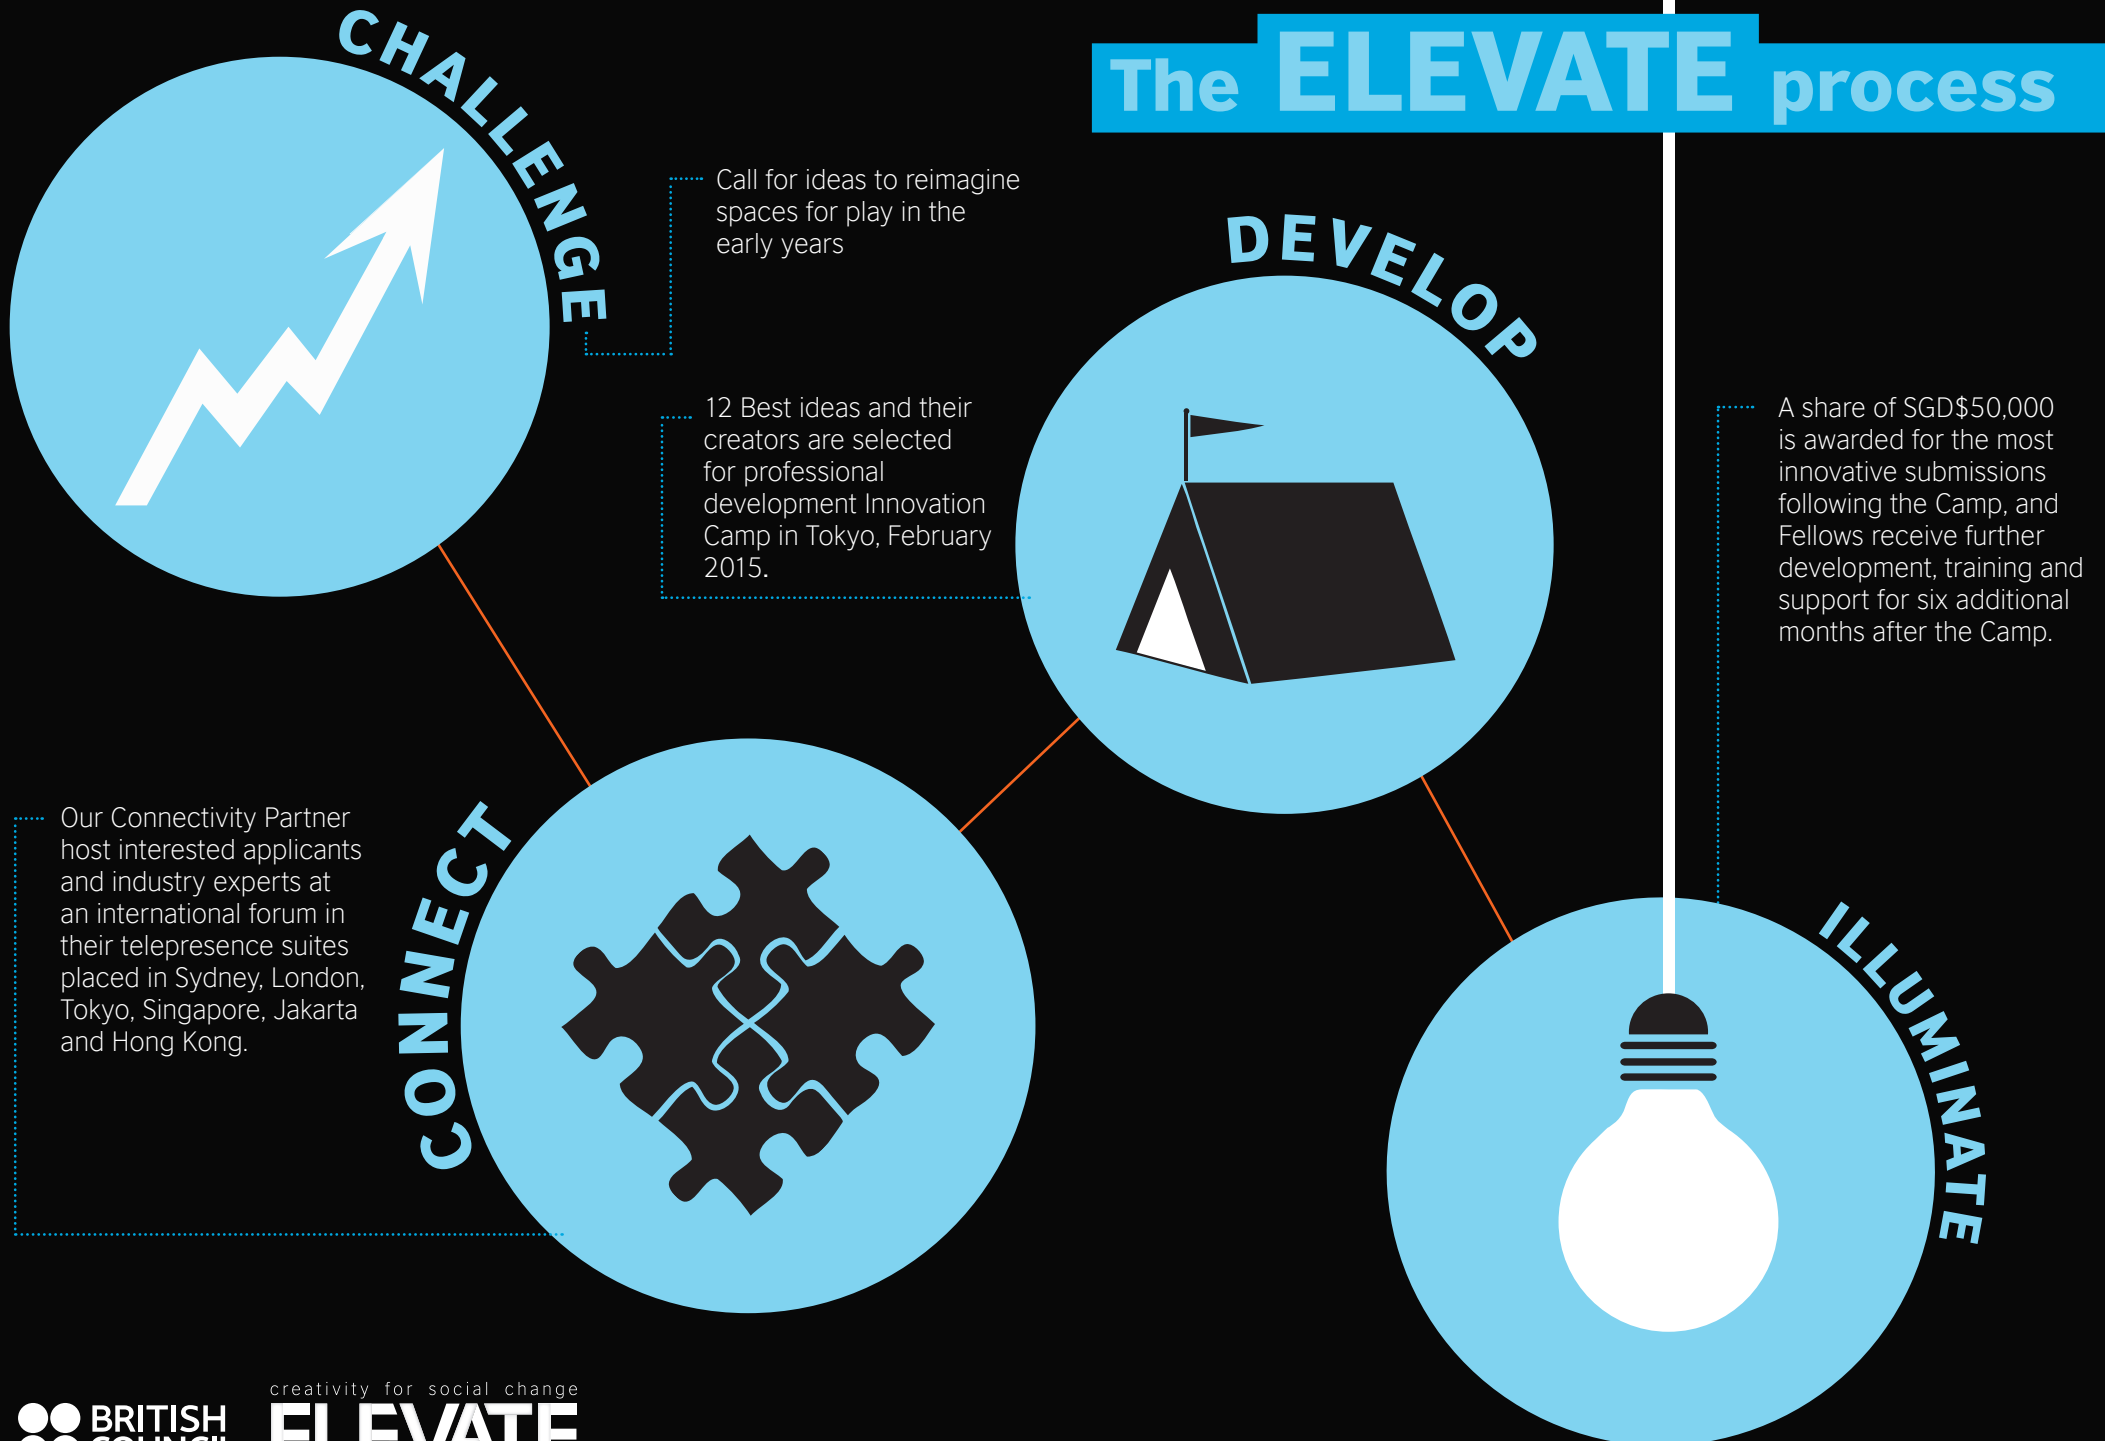 The ELEVATE process
CHALLENGE
Call for ideas to reimagine
spaces for play in the
early years
CONNECT
Our Connectivity Partner
host interested applicants
and industry experts at
an international forum in
their telepresence suites
placed in Sydney, London,
Tokyo, Singapore, Jakarta
and Hong Kong.
DEVELOP
12 Best ideas and their
creators are selected
for professional
development Innovation
Camp in Tokyo, February
2015.
ILLUMINATE
A share of SGD$50,000
is awarded for the most
innovative submissions
following the Camp, and
Fellows receive further
development, training and
support for six additional
months after the Camp.
BRITISH
COUNCIL
creativity for social change
ELEVATE